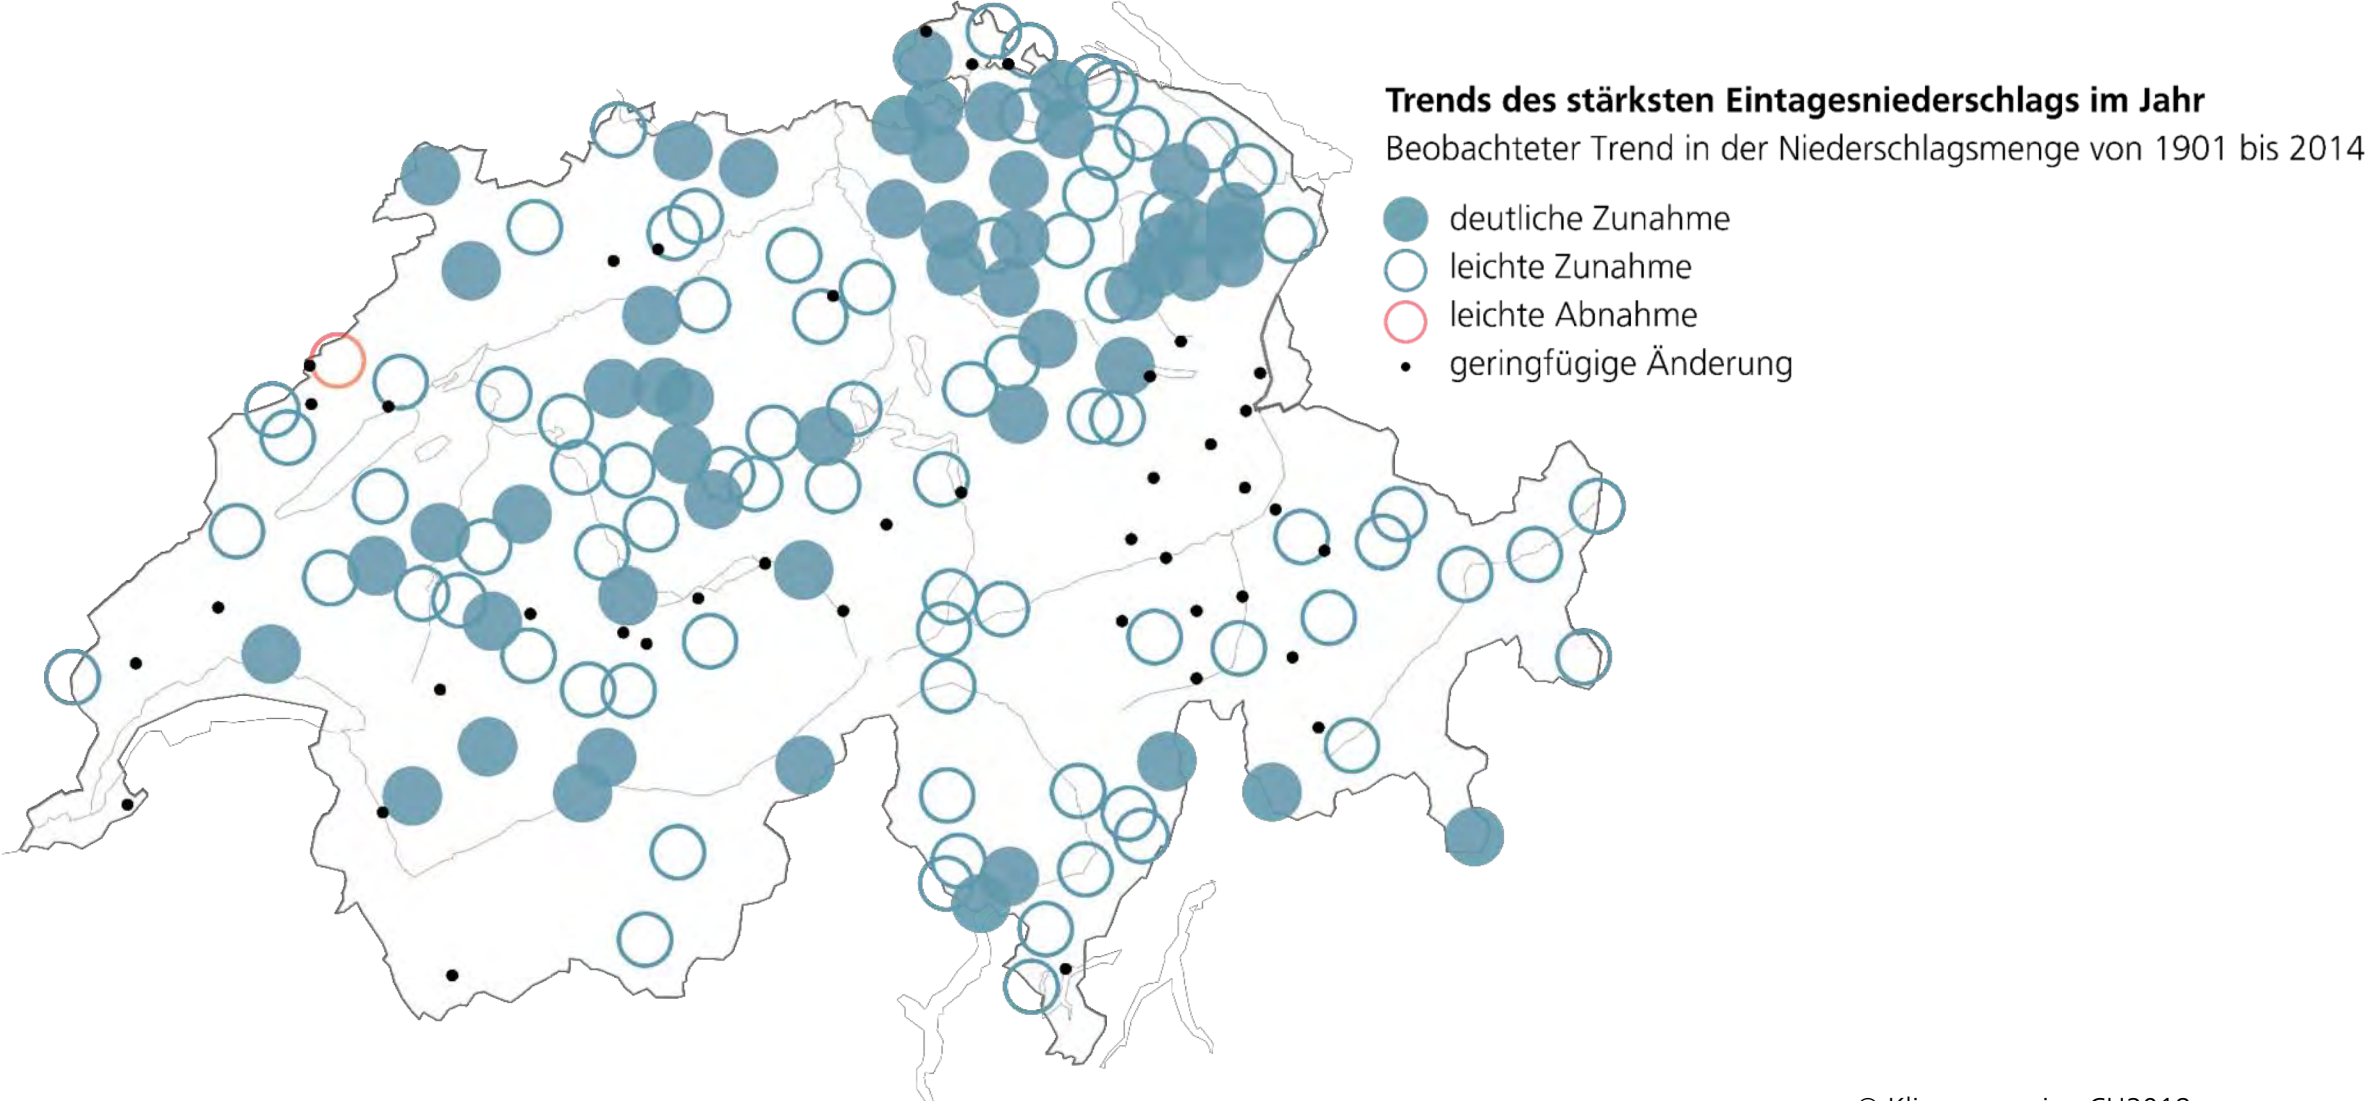 Trends des stärksten Eintagesniederschlags im Jahr
Beobachteter Trend in der Niederschlagsmenge von 1901 bis 2014
deutliche Zunahme
leichte Zunahme
leichte Abnahme
geringfügige Änderung